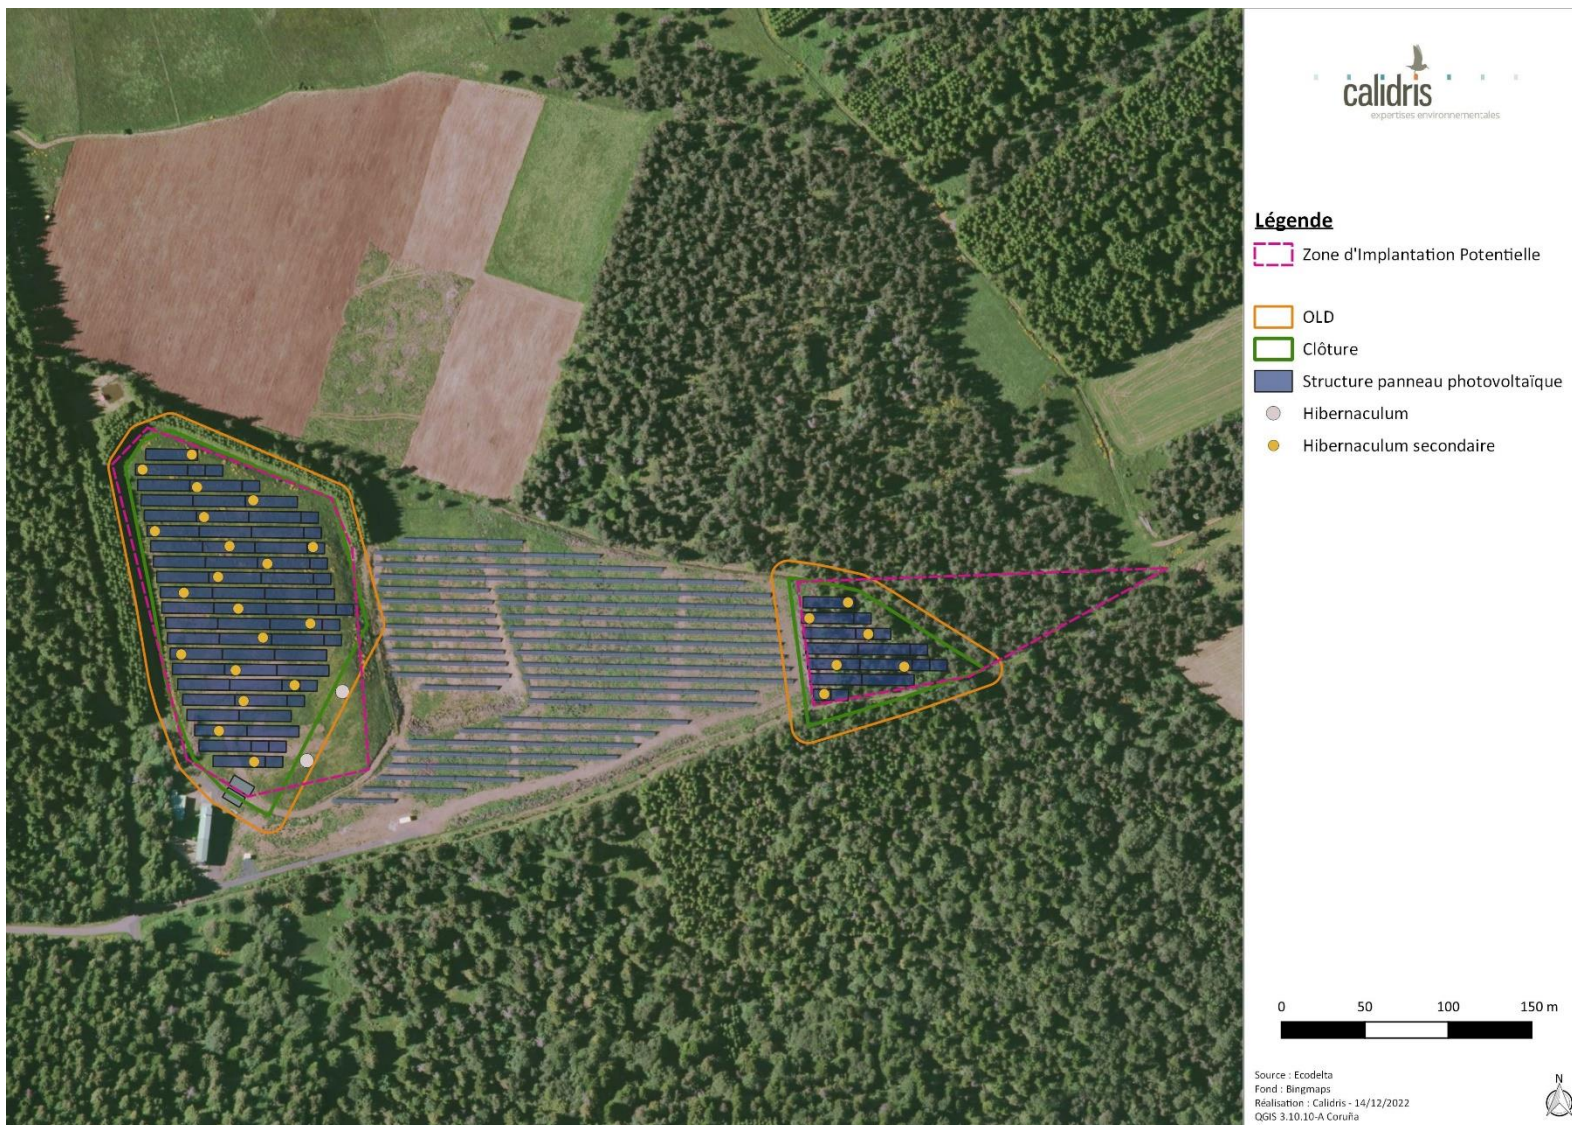 calidris
expertises environnementales
Légende
Zone d'Implantation Potentielle
OLD
Clôture
Structure panneau photovoltaïque
Hibernaculum
Hibernaculum secondaire
0 50 100 150 m
Source : Ecodelta
Fond : Bingmaps
Réalisation : Calidris - 14/12/2022
QGIS 3.10.10-A Coruña
N